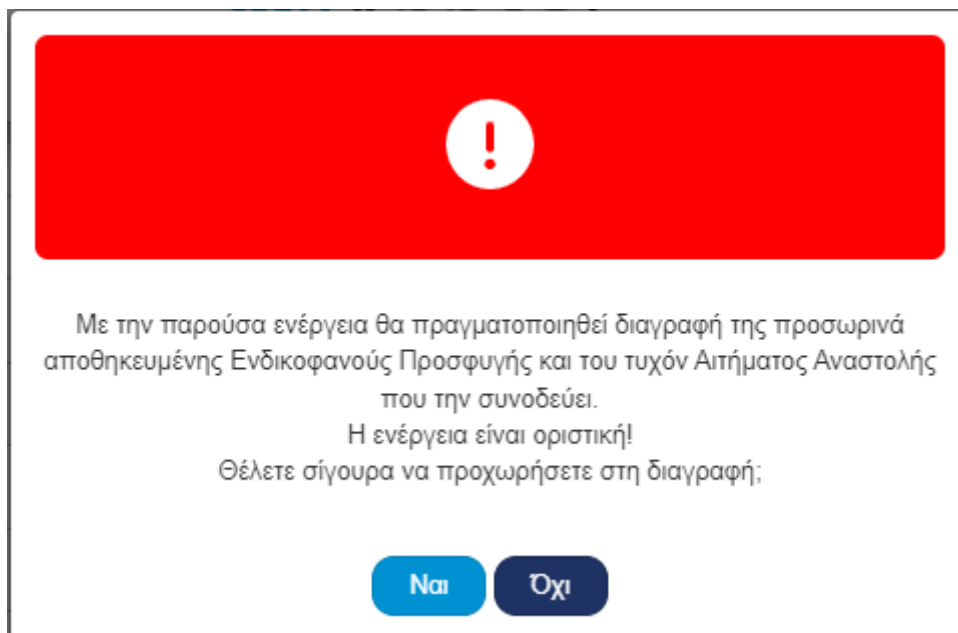 Με την παρούσα ενέργεια θα πραγματοποιηθεί διαγραφή της προσωρινά
αποθηκευμένης Ενδικοφανούς Προσφυγής και του τυχόν Αιτήματος Αναστολής
που την συνοδεύει.
Η ενέργεια είναι οριστική!
Θέλετε σίγουρα να προχωρήσετε στη διαγραφή;
Ναι Όχι